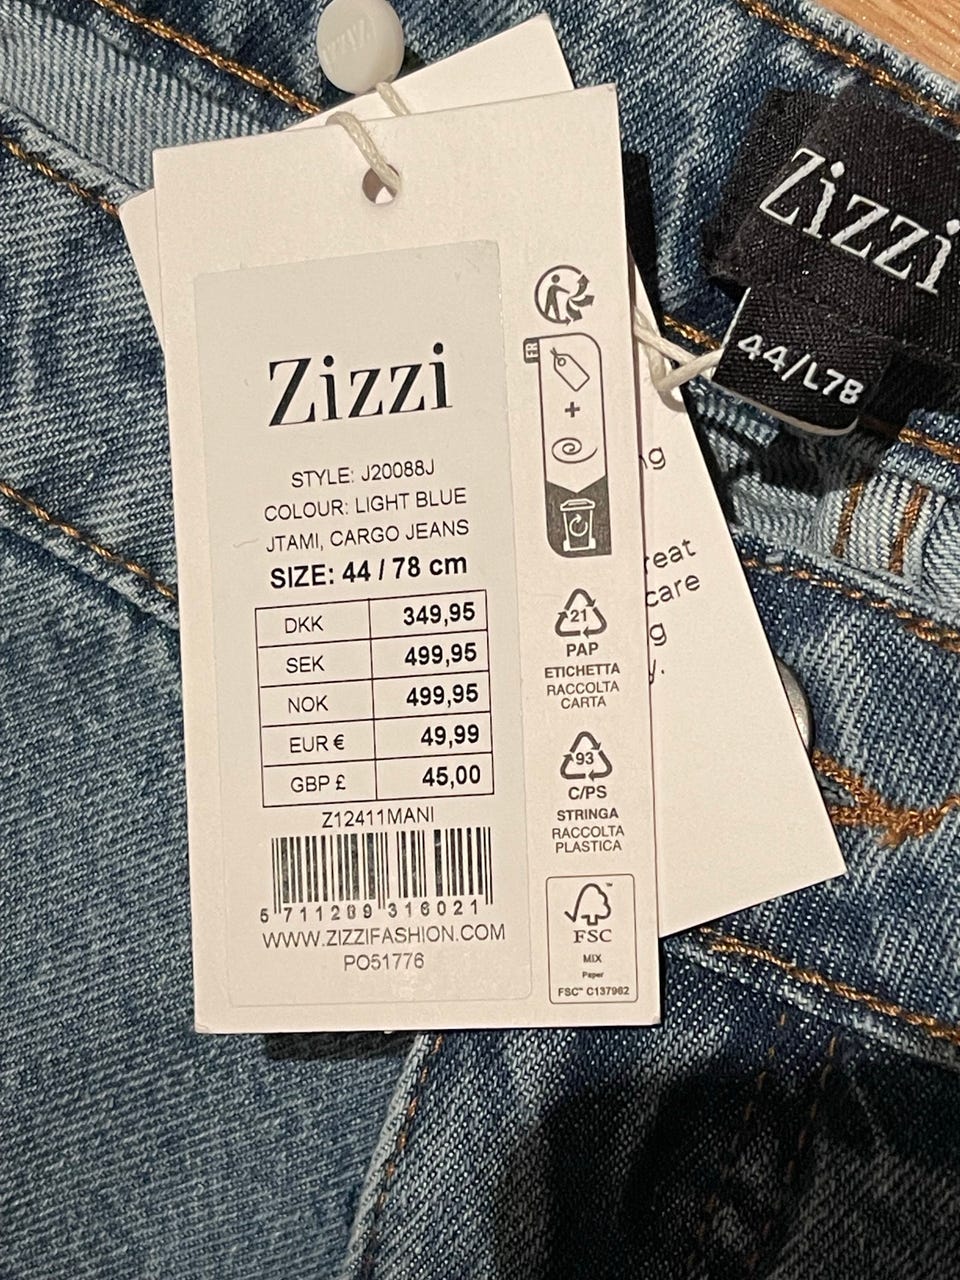 Zizzi
44/L78
Zizzi
STYLE: J20088J
COLOUR: LIGHT BLUE
JTAMI, CARGO JEANS
SIZE: 44 / 78 cm
DKK 349,95
SEK 499,95
NOK 499,95
EUR € 49,99
GBP £ 45,00
Z12411MANI
5 711289 316021
WWW.ZIZZIFASHION.COM
PO51776
FR
+
21
PAP
ETICHETTA
RACCOLTA
CARTA
93
C/PS
STRINGA
RACCOLTA
PLASTICA
FSC™
MIX
Paper
FSC™ C137962
care